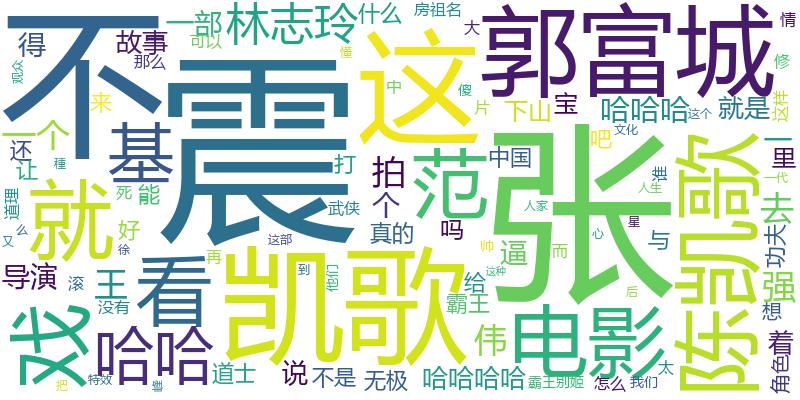 不
震
张
凯歌
这
郭富城
陈凯歌
电影
就
看
戏
哈哈
范
基
林志玲
一部
什么
房祖名
得
故事
那么
可以
观众
懂
来
一个
还
让
種
打
拍
个
真的
吗
武侠
中
傻
片
大
下山
宝
哈哈哈
就是
这个
情
修
这样
吧
文化
中国
逼
谁
人生
人家
心
星
与
而
帅
给
这种
后
霸王
伟
一
里
一代
去
功夫
强
想
着
角色
太
我们
怎么
霸王别姬
哈哈哈哈
无极
不是
说
道士
他们
到
这部
再
徐
好
能
死
道理
么
又
导演
滚
王
没有
把
特效